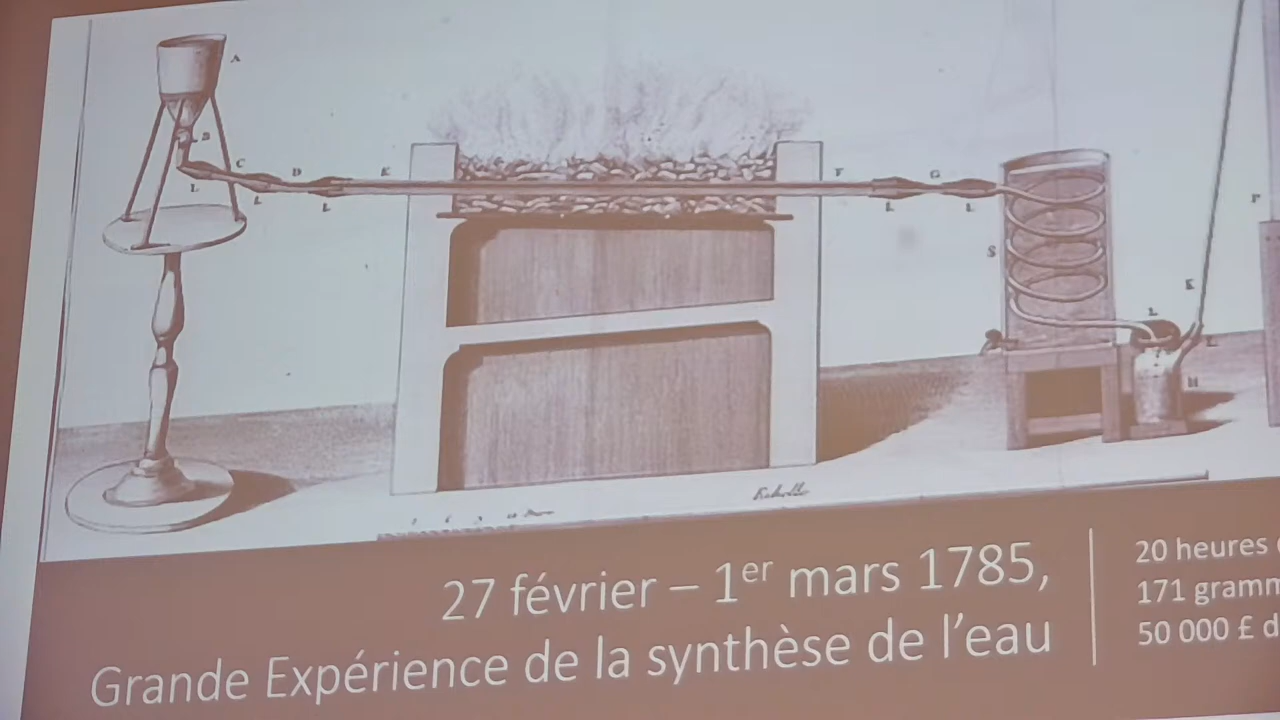 A
B
C
D
E
F
G
L
L
L
L
L
S
P
K
L
L
H
27 février – 1er mars 1785,
Grande Expérience de la synthèse de l'eau
20 heures
171 gramm
50 000 £ d